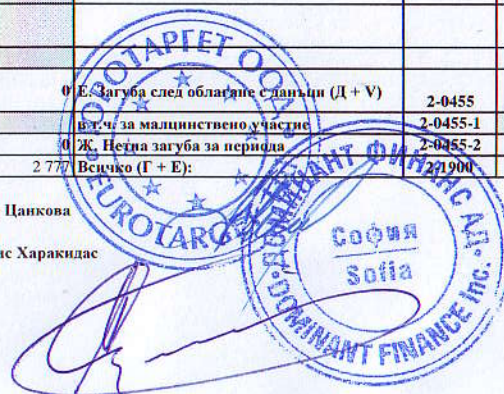 0 Е. Загуба след облагане с данъци (Д + V) 2-0455
в т.ч. за малцинствено участие 2-0455-1
0 Ж. Нетна загуба за периода 2-0455-2
2 777 Всичко (Г + Е): 2-1900
Цанкова
ис Харакидас
ЕВРОТАРГЕТ ООД
EUROTARGET
ДОМИНАНТ ФИНАНС АД
София
Sofia
DOMINANT FINANCE Inc.